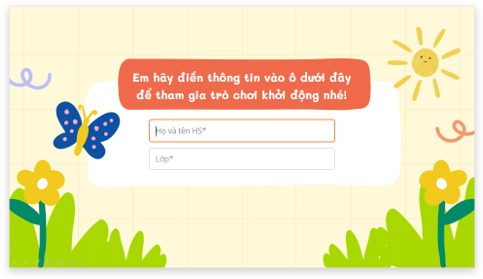 Em hãy điền thông tin vào ô dưới đây
để tham gia trò chơi khởi động nhé!
Họ và tên HS*
Lớp*